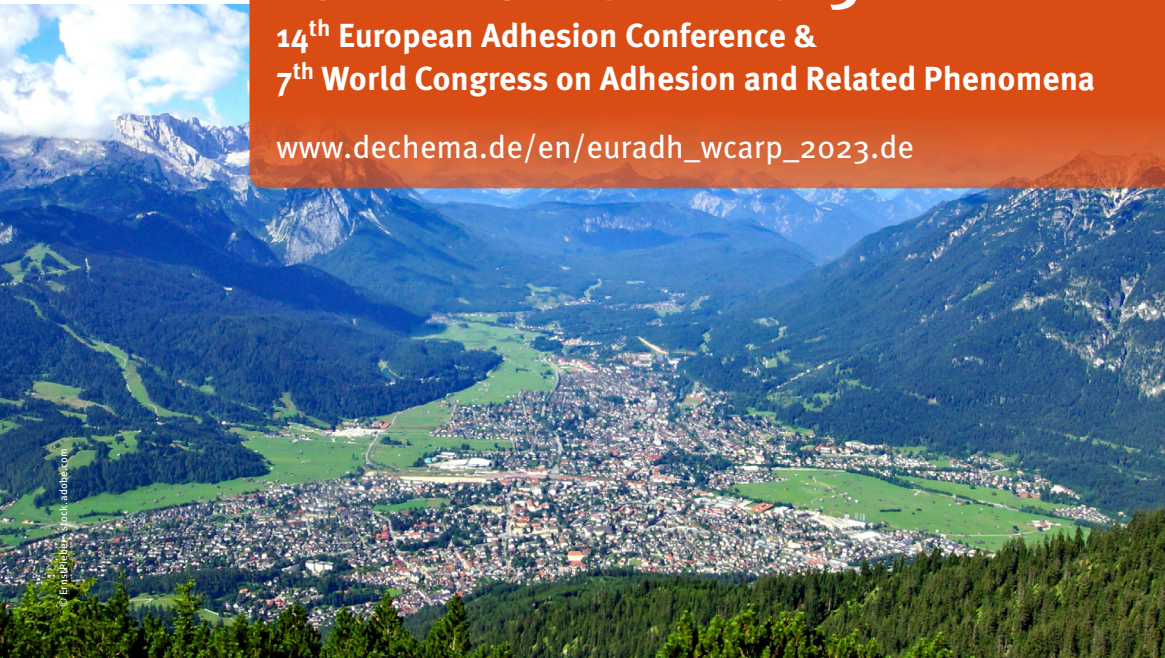 14th European Adhesion Conference &
7th World Congress on Adhesion and Related Phenomena
www.dechema.de/en/euradh_wcarp_2023.de